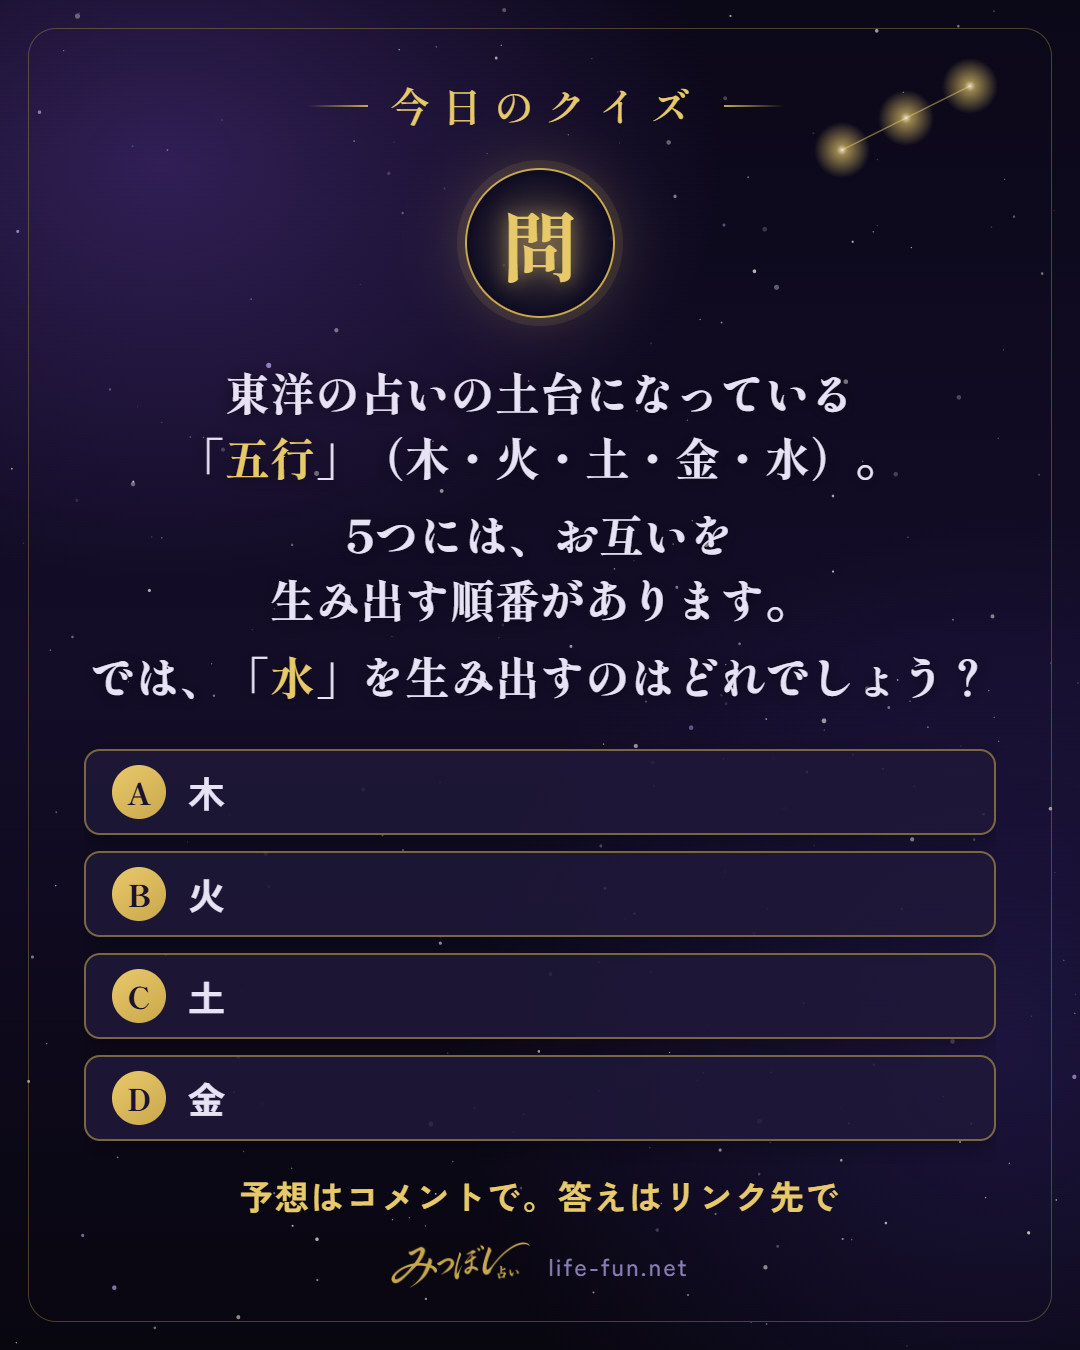 今日のクイズ
問
東洋の占いの土台になっている
「五行」（木・火・土・金・水）。
5つには、お互いを
生み出す順番があります。
では、「水」を生み出すのはどれでしょう？
A 木
B 火
C 土
D 金
予想はコメントで。答えはリンク先で
みつぼし占い life-fun.net